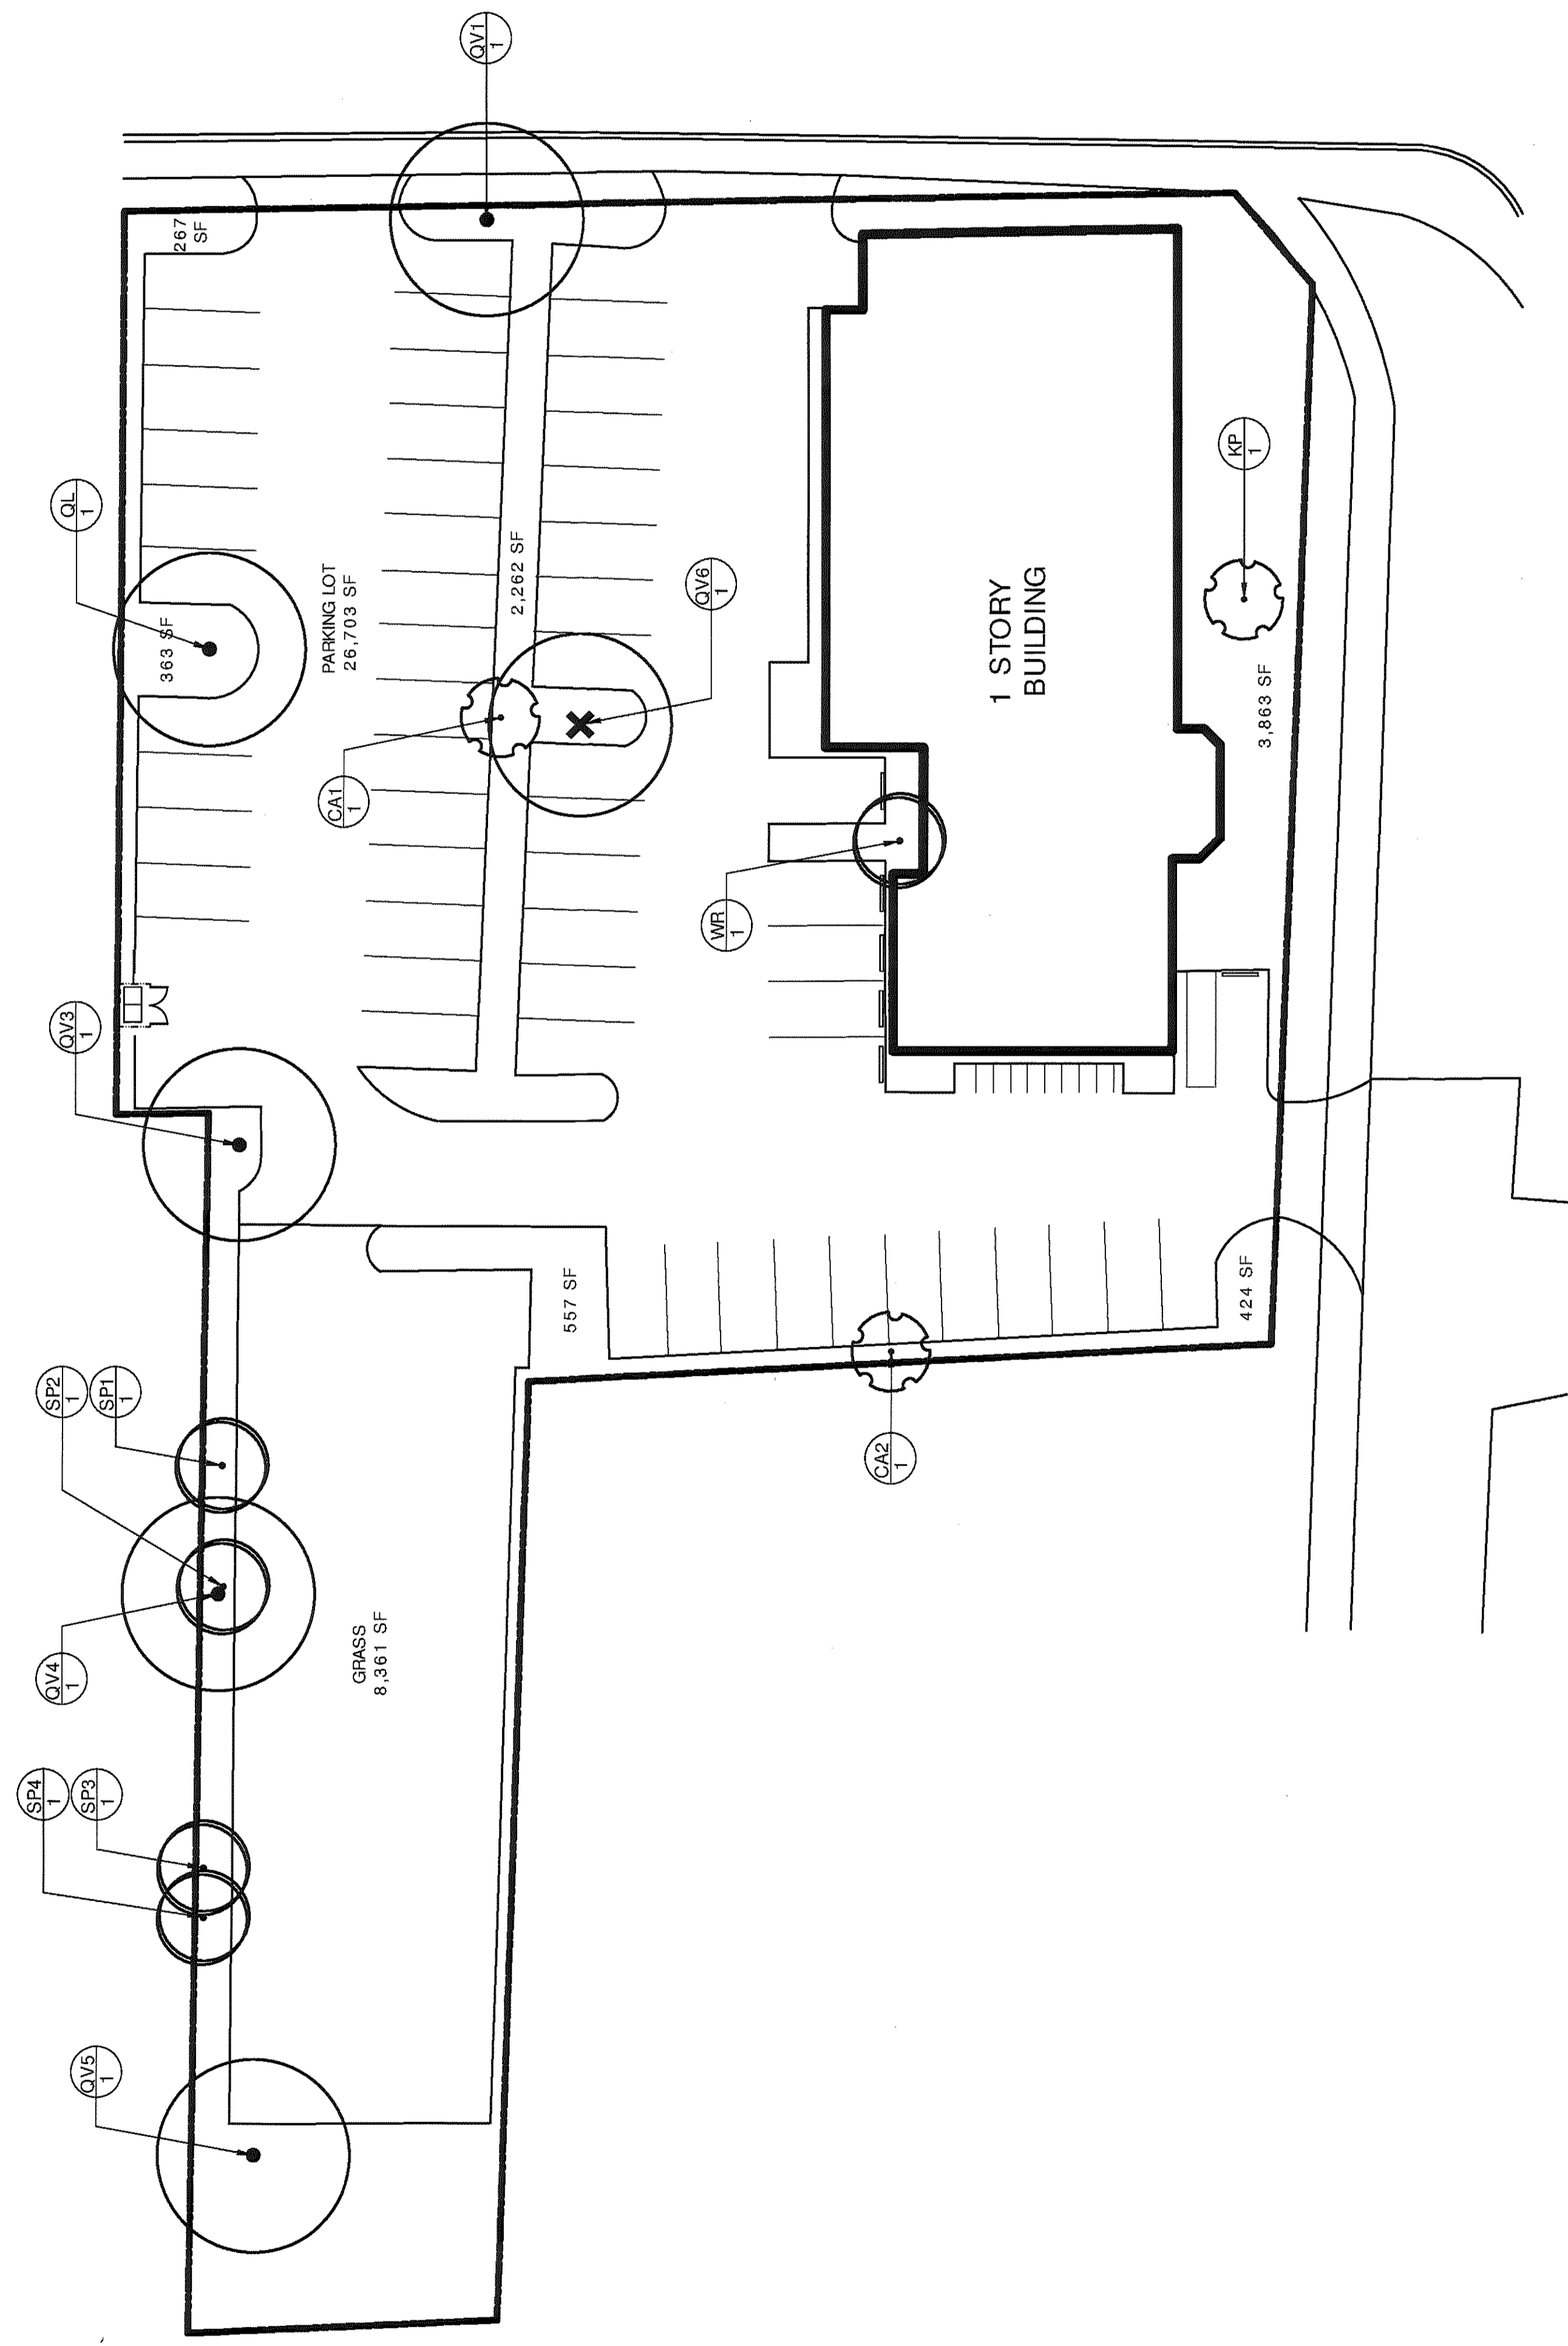 QV1
1
267
SF
QL
1
363 SF
PARKING LOT
26,703 SF
2,262 SF
QV6
1
CA1
1
KP
1
1 STORY
BUILDING
3,863 SF
WR
1
QV3
1
557 SF
424 SF
SP2
1
SP1
1
CA2
1
QV4
1
GRASS
8,361 SF
SP4
1
SP3
1
QV5
1